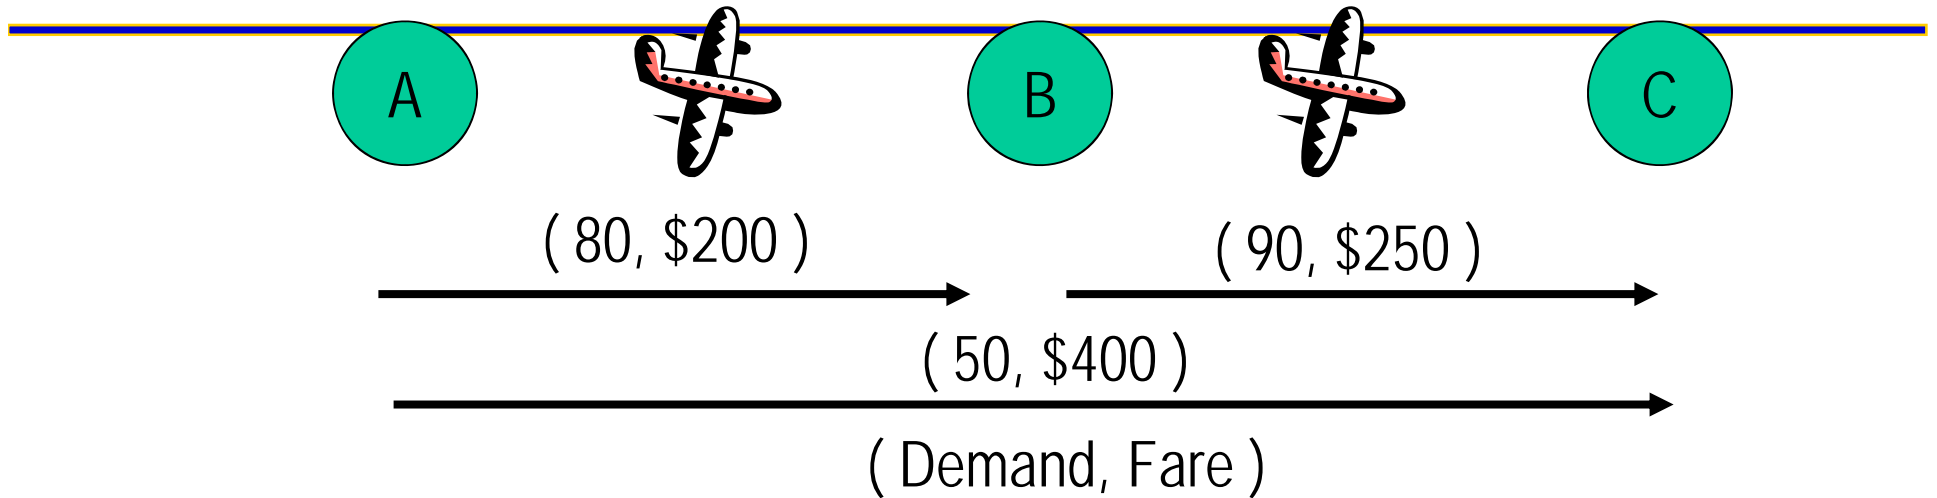 A B C
( 80, $200 ) ( 90, $250 )
( 50, $400 )
( Demand, Fare )